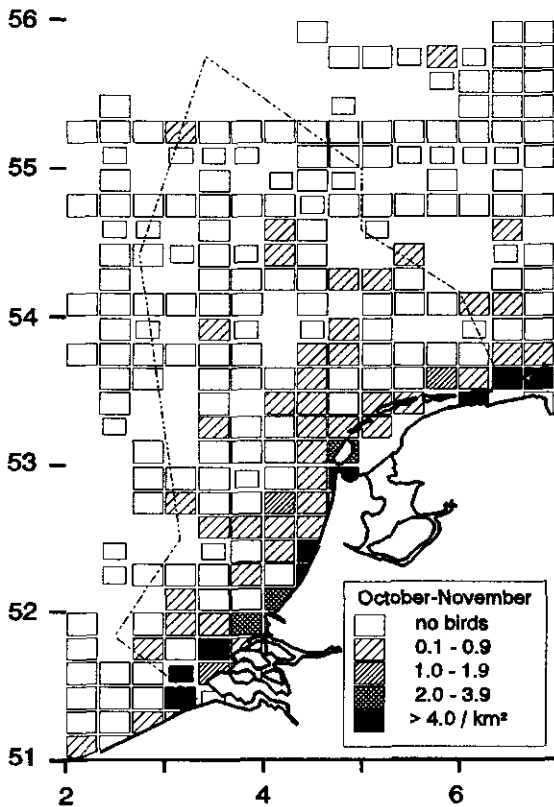 56
55
54
53
52
51
2 4 6
October-November
no birds
0.1 - 0.9
1.0 - 1.9
2.0 - 3.9
> 4.0 / km²